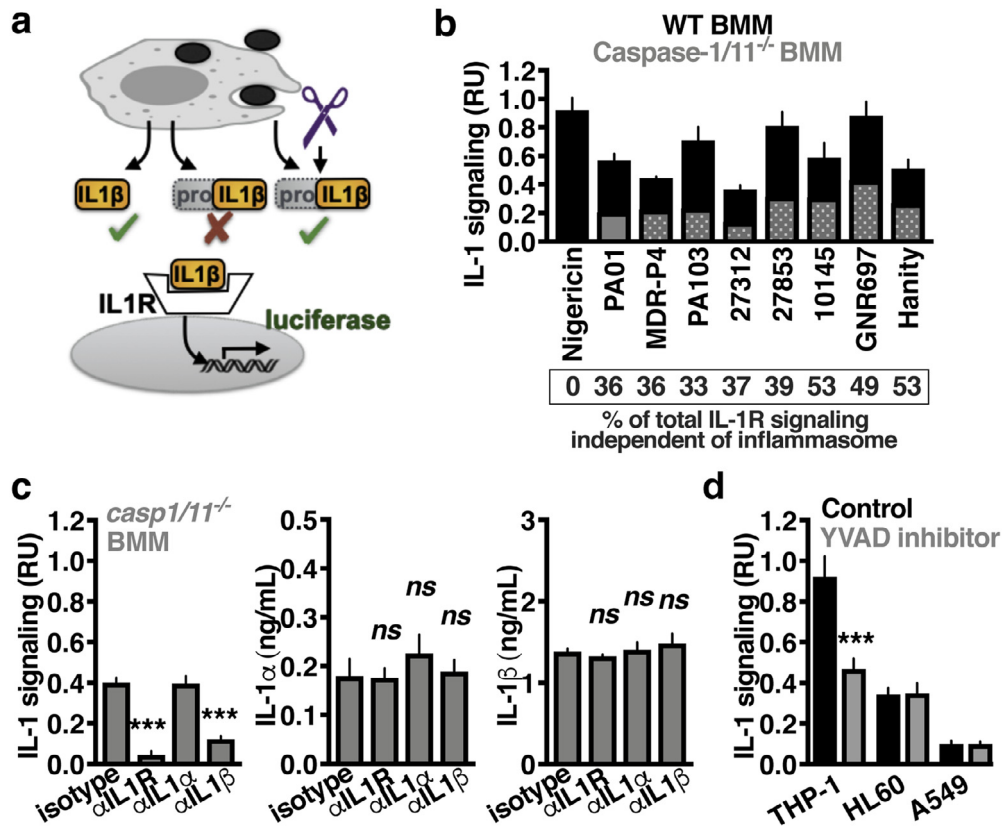 a
IL1β
pro IL1β
pro IL1β
IL1β
IL1R
luciferase
b
WT BMM
Caspase-1/11-/- BMM
IL-1 signaling (RU)
1.2
1.0
0.8
0.6
0.4
0.2
0.0
Nigericin
PA01
MDR-P4
PA103
27312
27853
10145
GNR697
Hanity
0 36 36 33 37 39 53 49 53
% of total IL-1R signaling
independent of inflammasome
c
casp1/11-/-
BMM
IL-1 signaling (RU)
1.2
1.0
0.8
0.6
0.4
0.2
0.0
***
***
isotype
αIL1R
αIL1α
αIL1β
IL-1α (ng/mL)
0.5
0.4
0.3
0.2
0.1
0.0
ns
ns
ns
isotype
αIL1R
αIL1α
αIL1β
IL-1β (ng/mL)
3
2
1
0
ns
ns
ns
isotype
αIL1R
αIL1α
αIL1β
d
Control
YVAD inhibitor
IL-1 signaling (RU)
1.2
1.0
0.8
0.6
0.4
0.2
0.0
***
THP-1
HL60
A549